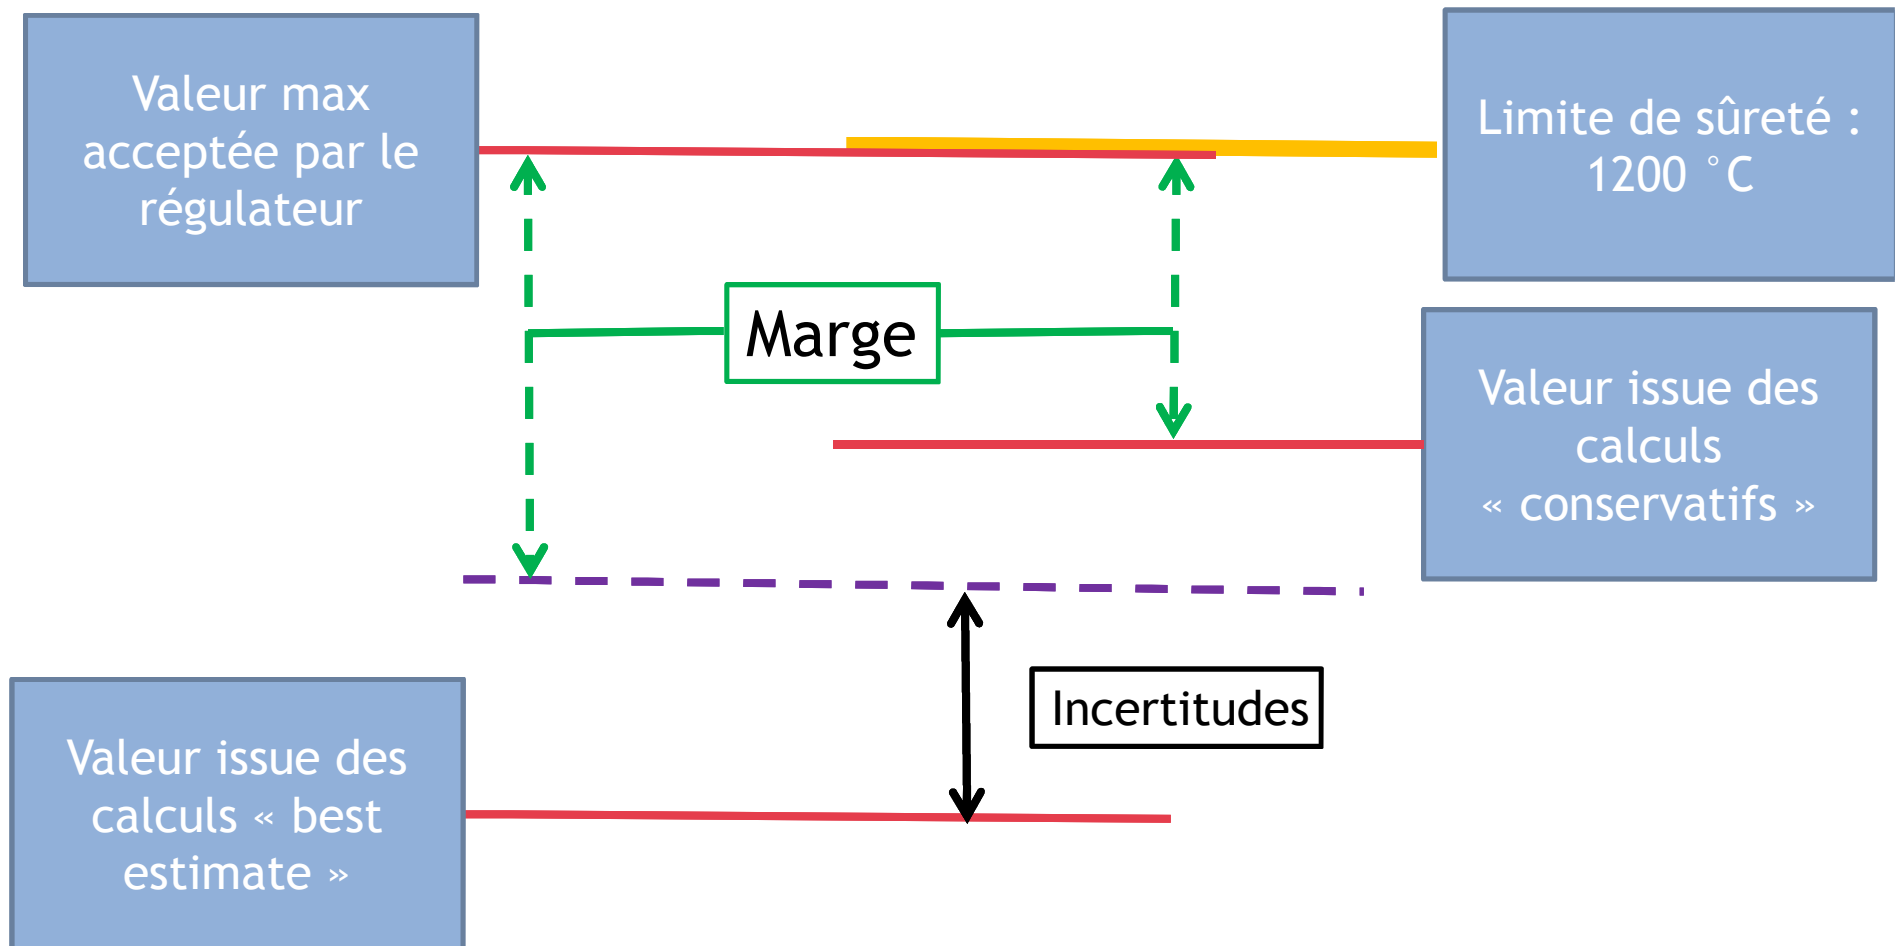 Valeur max
acceptée par le
régulateur
Limite de sûreté :
1200 °C
Marge
Valeur issue des
calculs
« conservatifs »
Incertitudes
Valeur issue des
calculs « best
estimate »